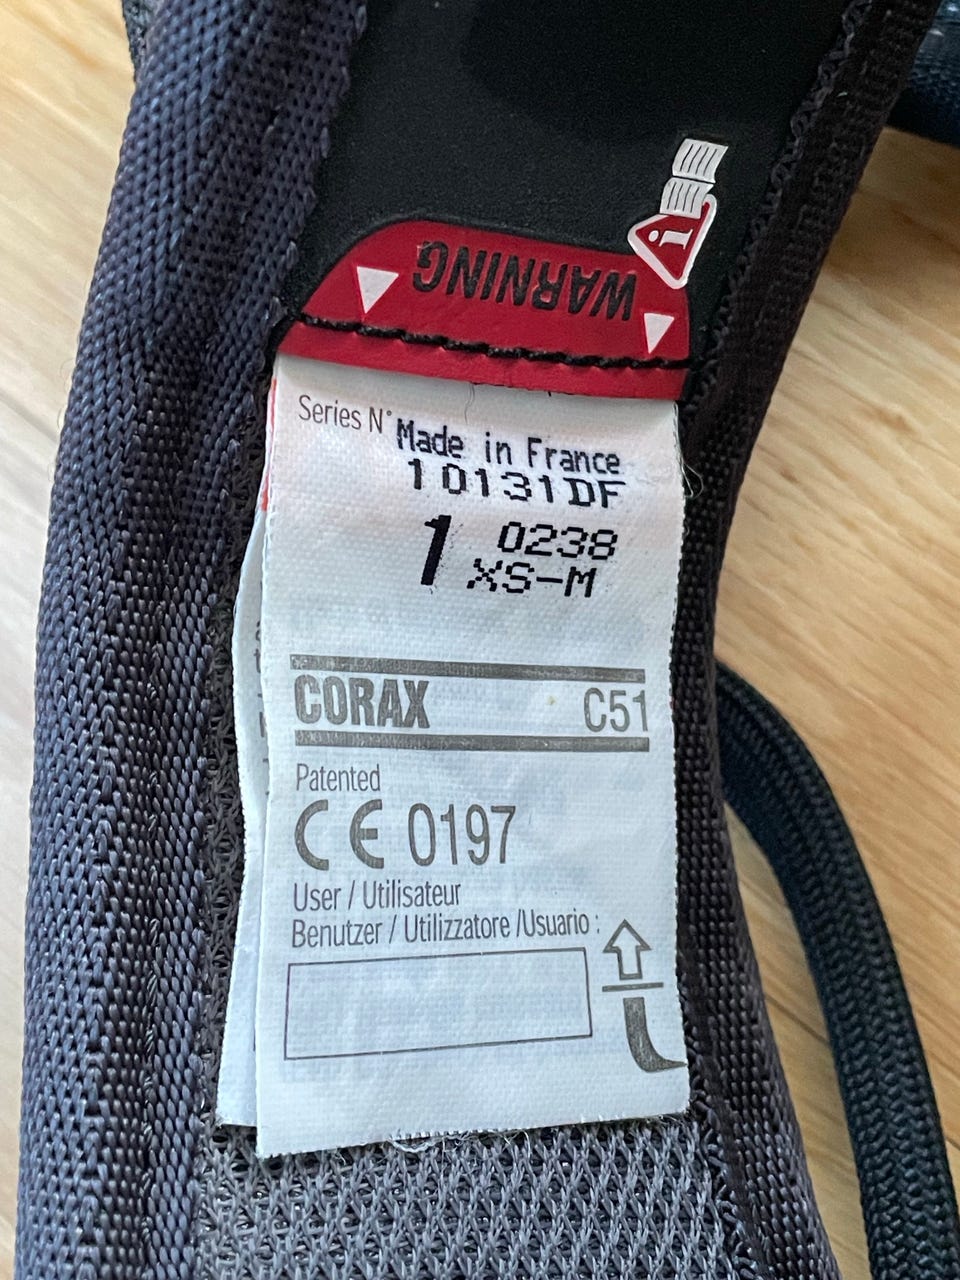 WARNING
i
Series N°
Made in France
10131DF
1 0238
XS-M
CORAX C51
Patented
CE 0197
User / Utilisateur
Benutzer / Utilizzatore /Usuario :